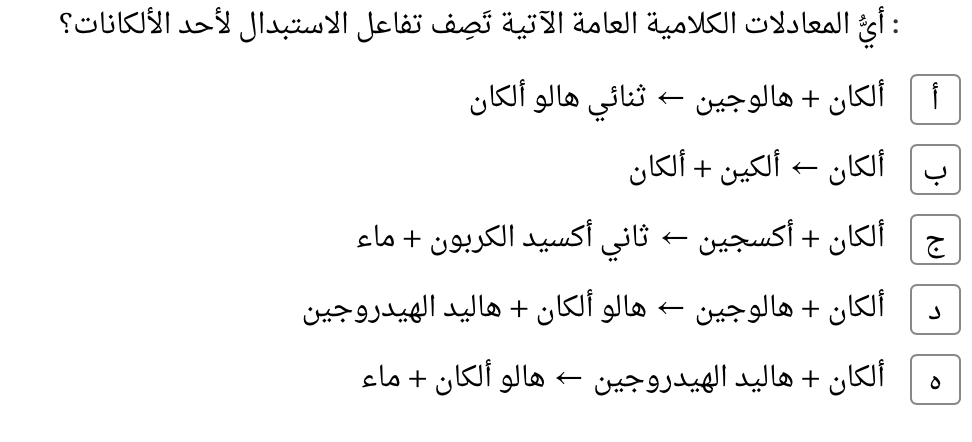 : أيُّ المعادلات الكلامية العامة الآتية تَصِف تفاعل الاستبدال لأحد الألكانات؟
أ ألكان + هالوجين ← ثنائي هالو ألكان
ب ألكان ← ألكين + ألكان
ج ألكان + أكسجين ← ثاني أكسيد الكربون + ماء
د ألكان + هالوجين ← هالو ألكان + هاليد الهيدروجين
ه ألكان + هاليد الهيدروجين ← هالو ألكان + ماء